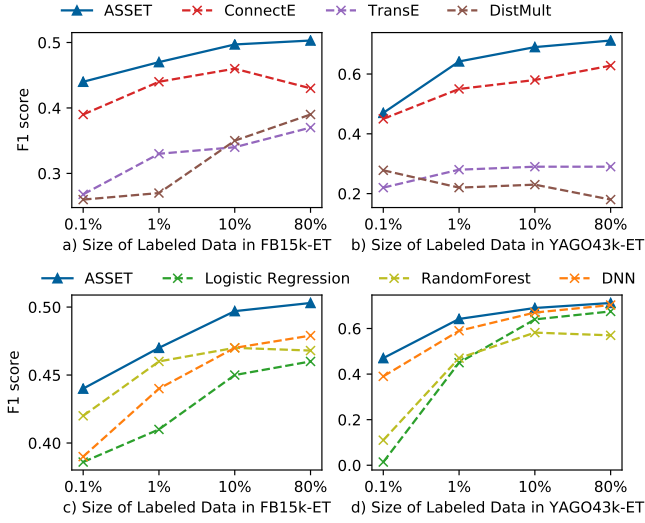 ASSET ConnectE TransE DistMult
F1 score
0.5
0.4
0.3
0.1% 1% 10% 80%
a) Size of Labeled Data in FB15k-ET
0.6
0.4
0.2
0.1% 1% 10% 80%
b) Size of Labeled Data in YAGO43k-ET
ASSET Logistic Regression RandomForest DNN
F1 score
0.50
0.45
0.40
0.1% 1% 10% 80%
c) Size of Labeled Data in FB15k-ET
0.6
0.4
0.2
0.0
0.1% 1% 10% 80%
d) Size of Labeled Data in YAGO43k-ET